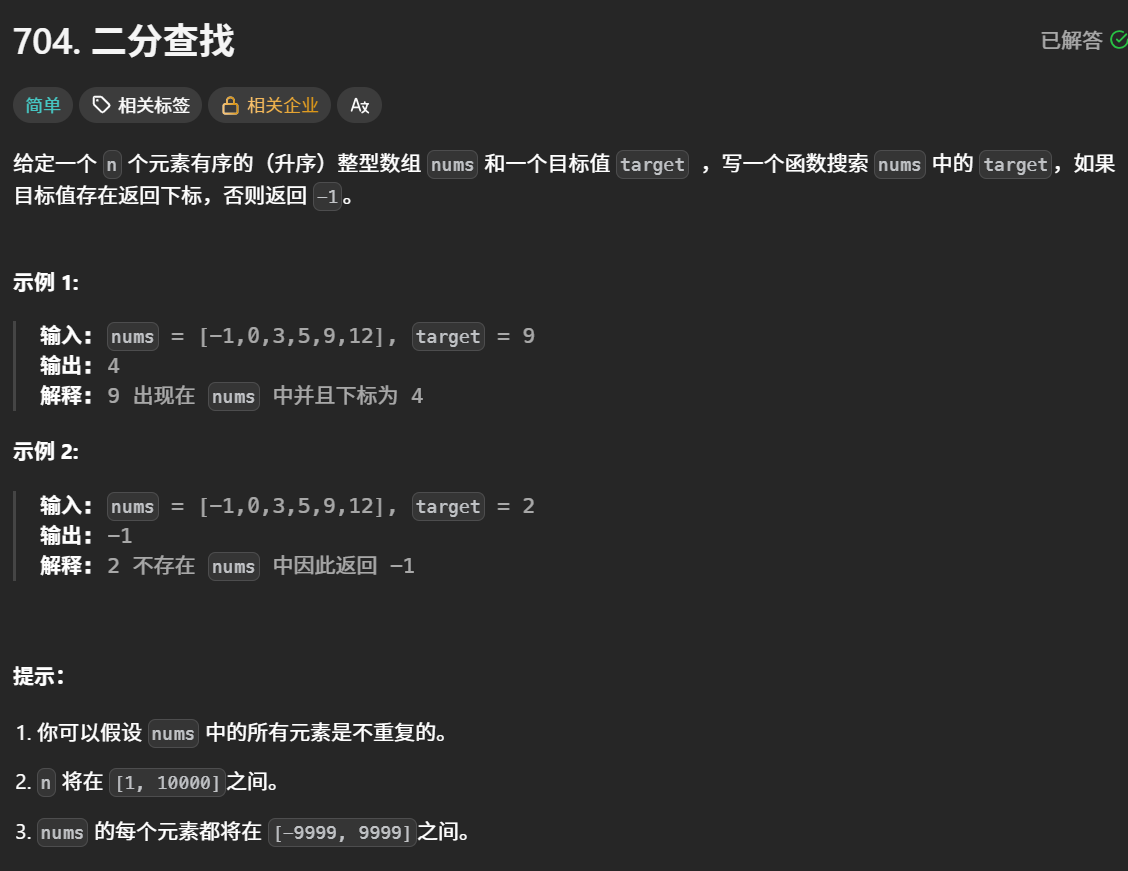 704. 二分查找
已解答
简单 相关标签 相关企业 A文
给定一个 n 个元素有序的（升序）整型数组 nums 和一个目标值 target ，写一个函数搜索 nums 中的 target，如果
目标值存在返回下标，否则返回 -1。
示例 1:
输入: nums = [-1,0,3,5,9,12], target = 9
输出: 4
解释: 9 出现在 nums 中并且下标为 4
示例 2:
输入: nums = [-1,0,3,5,9,12], target = 2
输出: -1
解释: 2 不存在 nums 中因此返回 -1
提示：
1. 你可以假设 nums 中的所有元素是不重复的。
2. n 将在 [1, 10000]之间。
3. nums 的每个元素都将在 [-9999, 9999]之间。